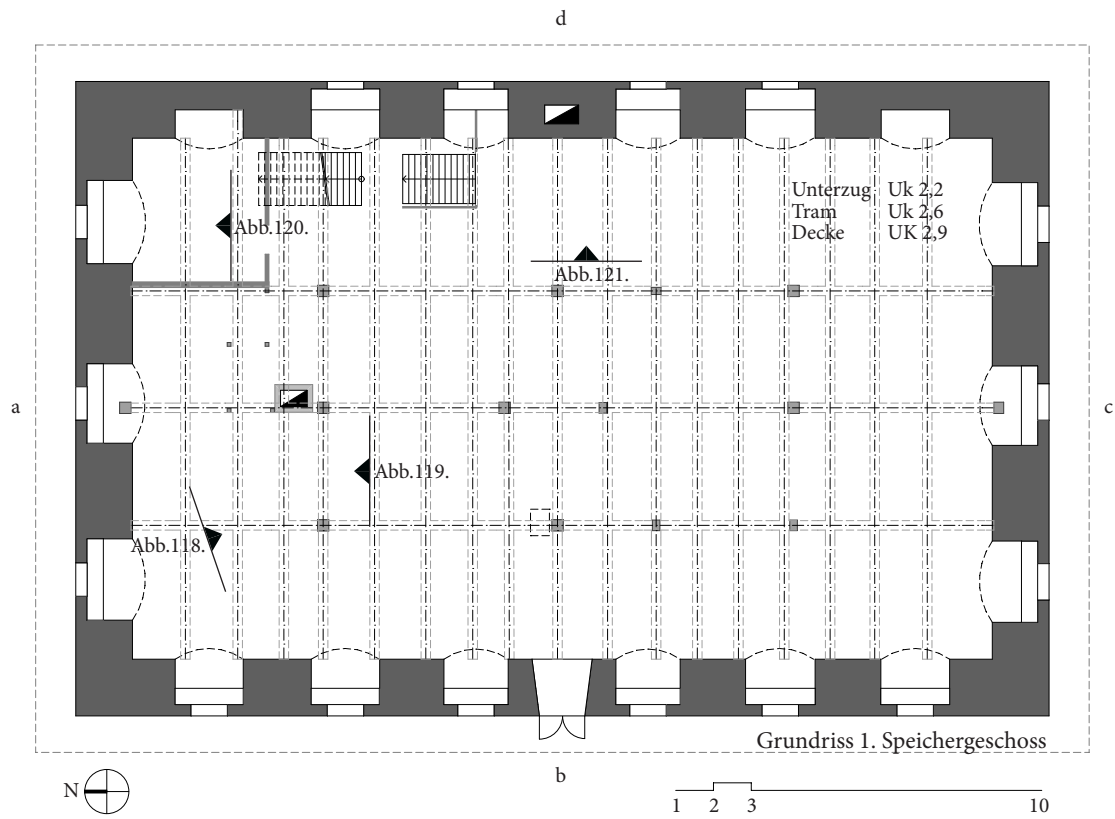 d
Unterzug Uk 2,2
Tram Uk 2,6
Decke UK 2,9
Abb.120.
Abb.121.
a
c
Abb.119.
Abb.118.
Grundriss 1. Speichergeschoss
b
N
1 2 3 10